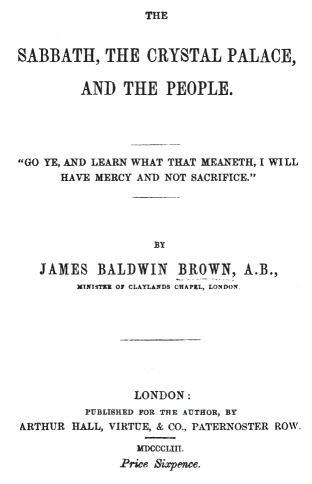 THE
SABBATH, THE CRYSTAL PALACE,
AND THE PEOPLE.
"GO YE, AND LEARN WHAT THAT MEANETH, I WILL
HAVE MERCY AND NOT SACRIFICE."
BY
JAMES BALDWIN BROWN, A.B.,
MINISTER OF CLAYLANDS CHAPEL, LONDON.
LONDON:
PUBLISHED FOR THE AUTHOR, BY
ARTHUR HALL, VIRTUE, & CO., PATERNOSTER ROW.
MDCCCLIII.
Price Sixpence.